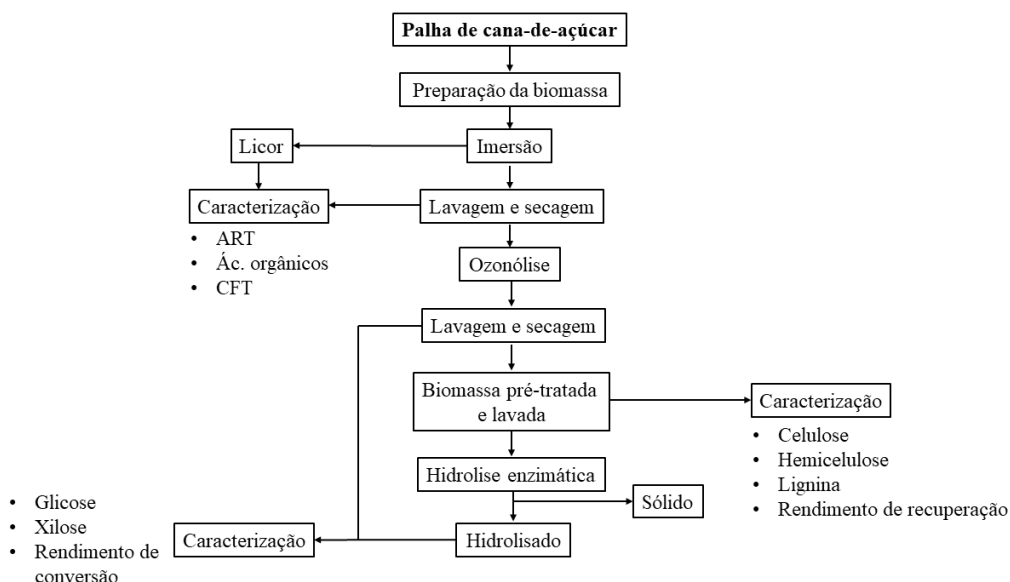 Palha de cana-de-açúcar
Preparação da biomassa
Licor
Imersão
Caracterização
Lavagem e secagem
• ART
• Ác. orgânicos
• CFT
Ozonólise
Lavagem e secagem
Biomassa pré-tratada
e lavada
Caracterização
• Celulose
• Hemicelulose
• Lignina
• Rendimento de recuperação
Hidrolise enzimática
Sólido
• Glicose
• Xilose
• Rendimento de
conversão
Caracterização
Hidrolisado